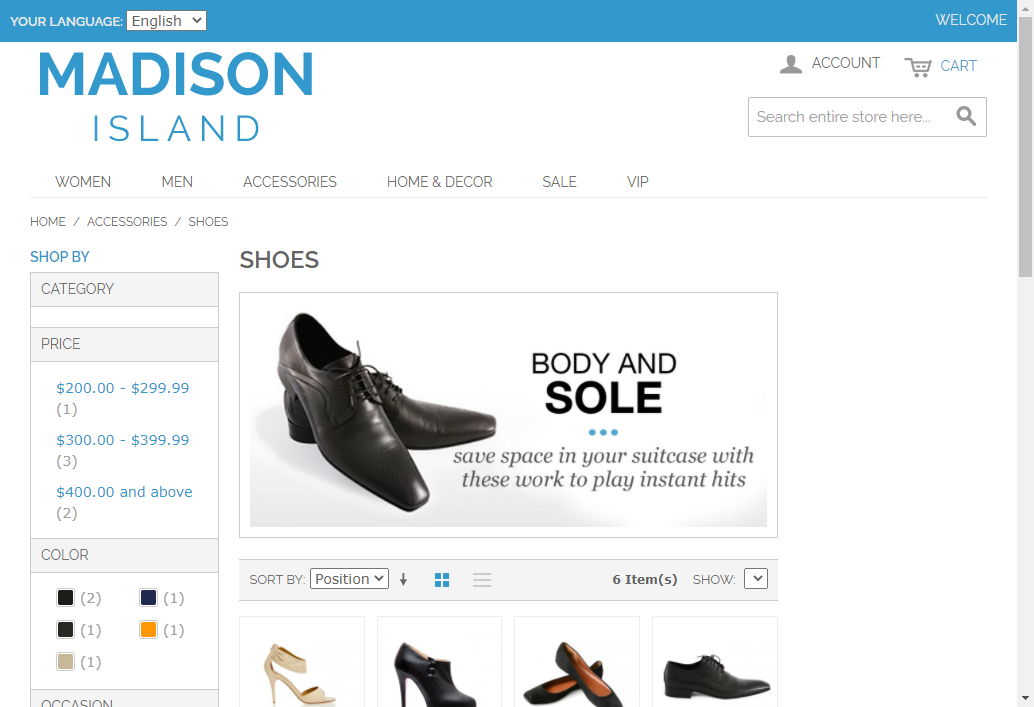 YOUR LANGUAGE: English
WELCOME
MADISON
ISLAND
ACCOUNT
CART
Search entire store here...
WOMEN MEN ACCESSORIES HOME & DECOR SALE VIP
HOME / ACCESSORIES / SHOES
SHOP BY
CATEGORY
PRICE
$200.00 - $299.99
(1)
$300.00 - $399.99
(3)
$400.00 and above
(2)
COLOR
(2) (1)
(1) (1)
(1)
OCCASION
SHOES
BODY AND
SOLE
save space in your suitcase with
these work to play instant hits
SORT BY: Position
6 Item(s) SHOW: